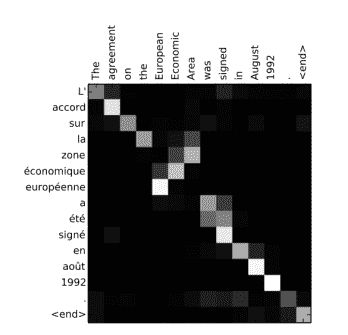 The agreement on the European Economic Area was signed in August 1992 . <end>
L'
accord
sur
la
zone
économique
européenne
a
été
signé
en
août
1992
.
<end>